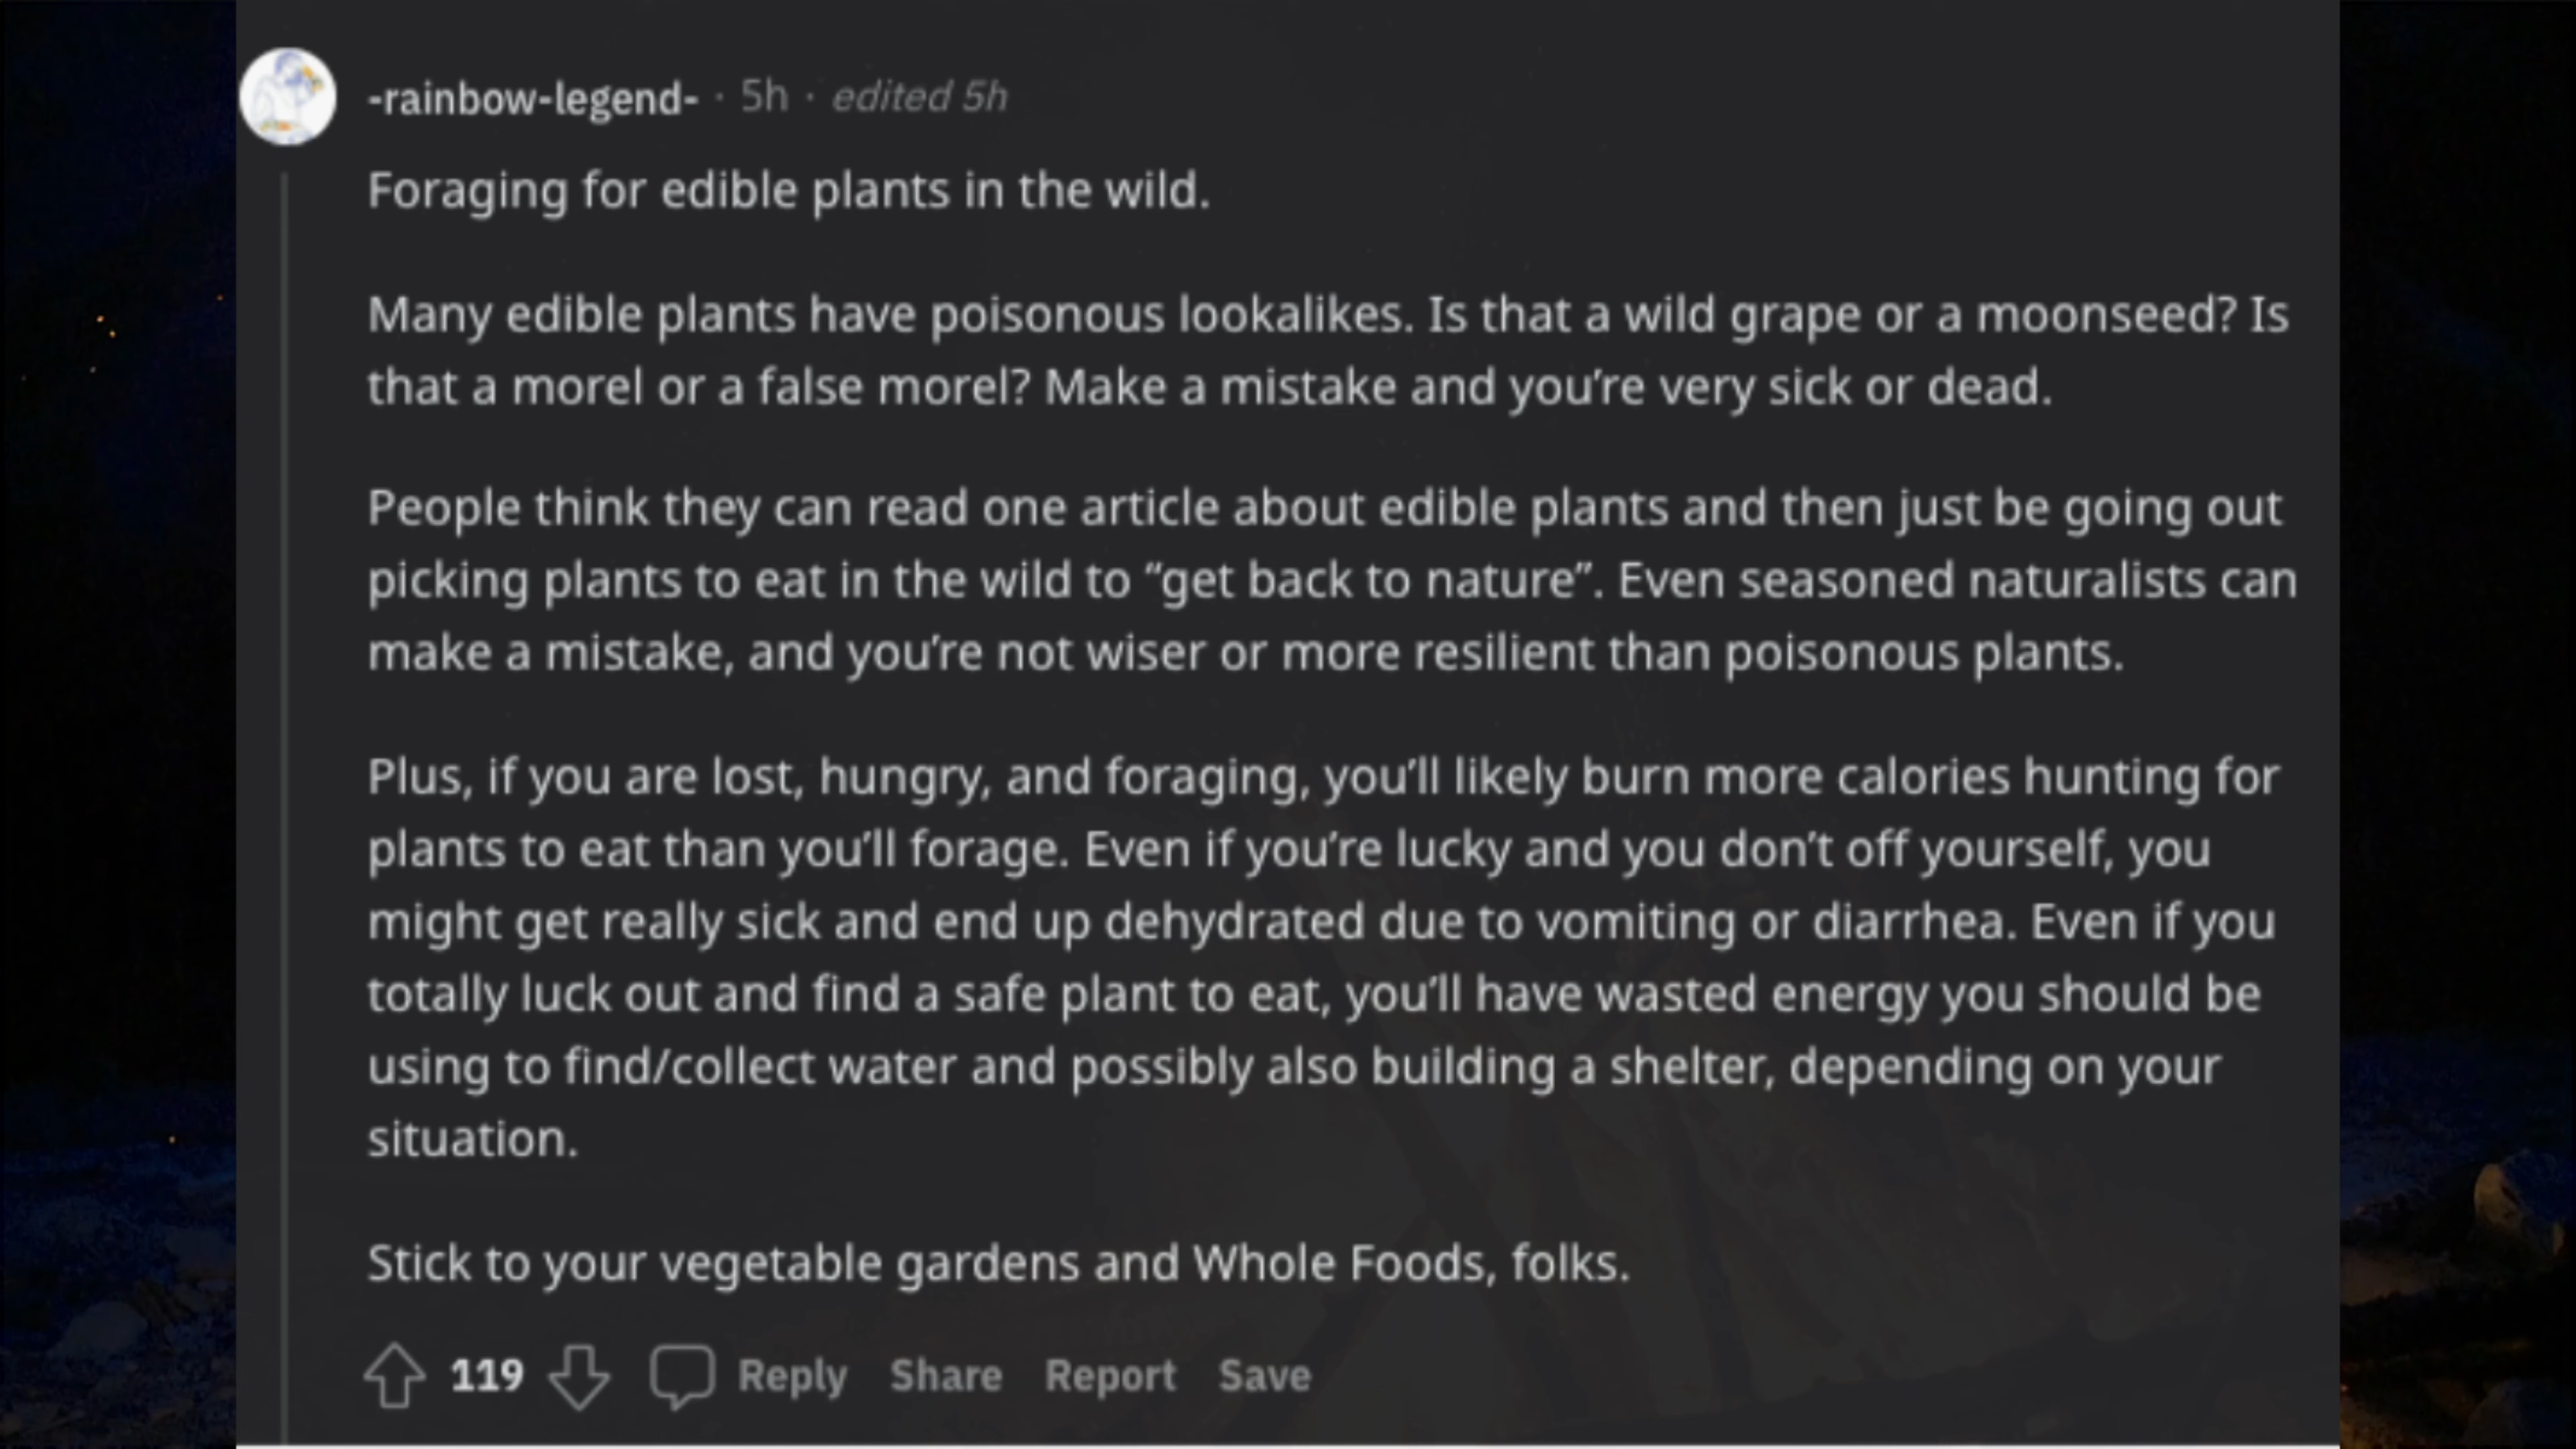 -rainbow-legend- · 5h · edited 5h
Foraging for edible plants in the wild.
Many edible plants have poisonous lookalikes. Is that a wild grape or a moonseed? Is
that a morel or a false morel? Make a mistake and you’re very sick or dead.
People think they can read one article about edible plants and then just be going out
picking plants to eat in the wild to “get back to nature”. Even seasoned naturalists can
make a mistake, and you’re not wiser or more resilient than poisonous plants.
Plus, if you are lost, hungry, and foraging, you’ll likely burn more calories hunting for
plants to eat than you’ll forage. Even if you’re lucky and you don’t off yourself, you
might get really sick and end up dehydrated due to vomiting or diarrhea. Even if you
totally luck out and find a safe plant to eat, you’ll have wasted energy you should be
using to find/collect water and possibly also building a shelter, depending on your
situation.
Stick to your vegetable gardens and Whole Foods, folks.
119 Reply Share Report Save